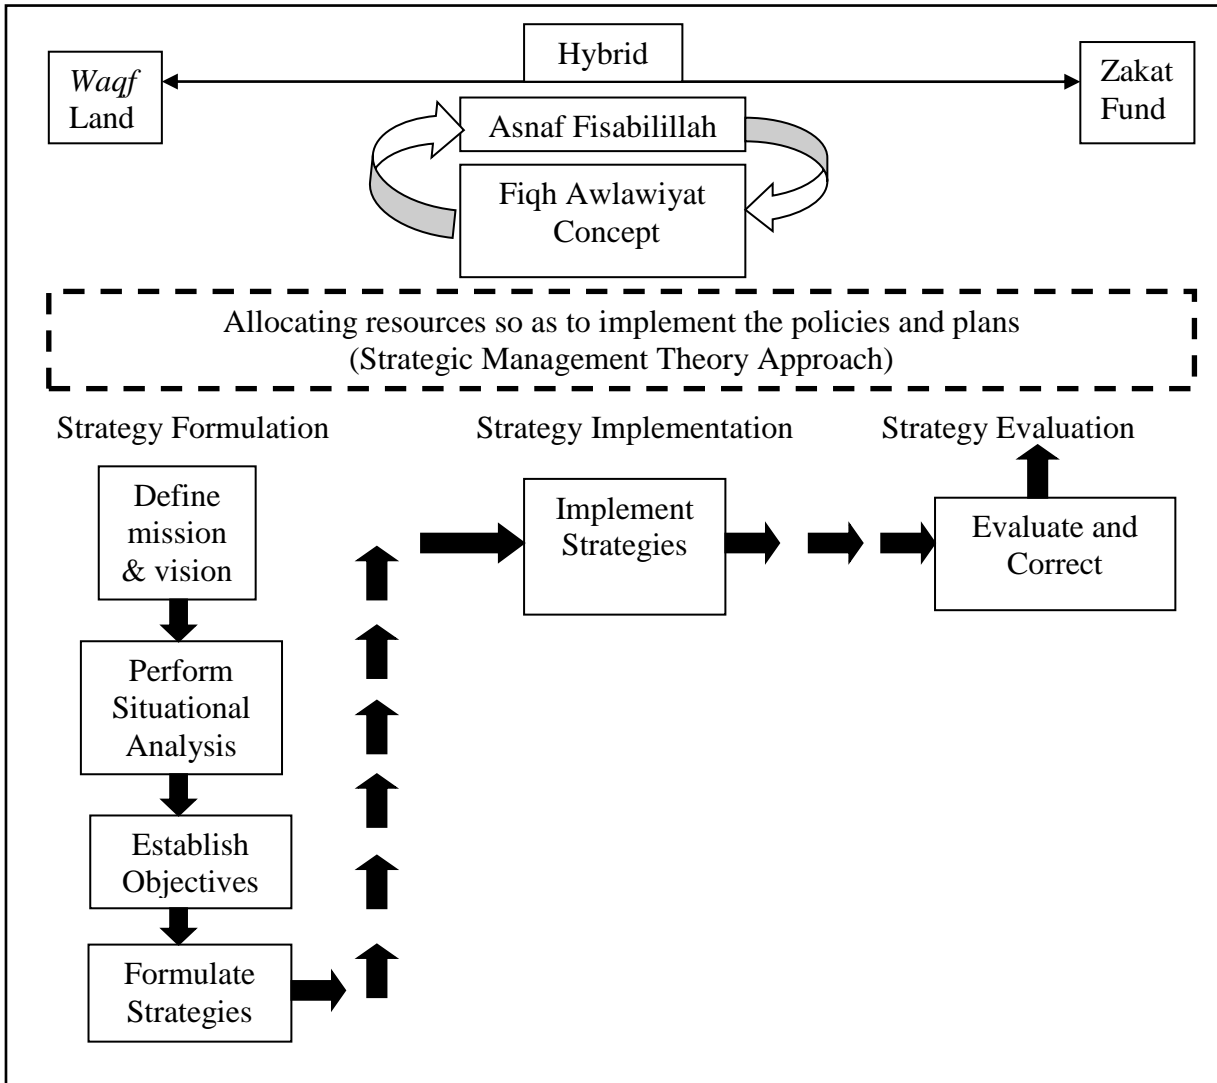 Hybrid
Waqf
Land
Zakat
Fund
Asnaf Fisabilillah
Fiqh Awlawiyat
Concept
Allocating resources so as to implement the policies and plans
(Strategic Management Theory Approach)
Strategy Formulation
Strategy Implementation
Strategy Evaluation
Define
mission
& vision
Perform
Situational
Analysis
Establish
Objectives
Formulate
Strategies
Implement
Strategies
Evaluate and
Correct